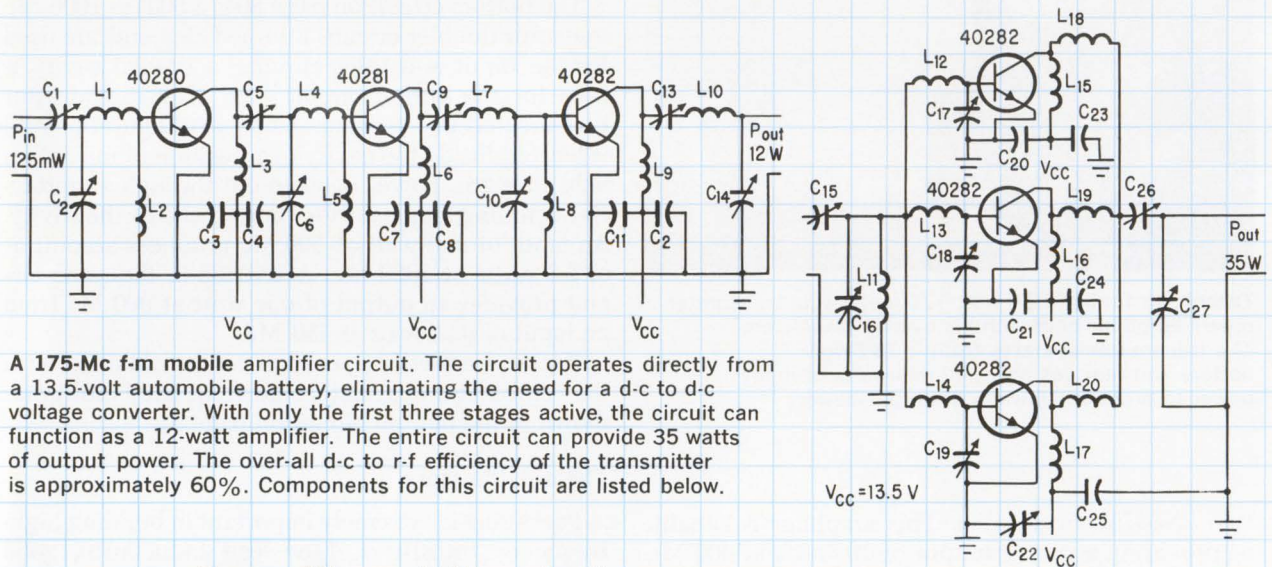 40280
40281
40282
C1
L1
C5
L4
C9
L7
C13
L10
Pin
125mW
Pout
12 W
C2
L2
L3
C3
C4
C6
L5
L6
C7
C8
C10
L8
L9
C11
C2
C14
VCC
VCC
VCC
L18
40282
L12
L15
C17
C23
C20
VCC
40282
C15
L19
C26
L13
C18
L16
C24
Pout
35W
L11
C16
C21
VCC
C27
40282
L14
L20
C19
L17
VCC =13.5 V
C25
C22
VCC
A 175-Mc f-m mobile amplifier circuit. The circuit operates directly from
a 13.5-volt automobile battery, eliminating the need for a d-c to d-c
voltage converter. With only the first three stages active, the circuit can
function as a 12-watt amplifier. The entire circuit can provide 35 watts
of output power. The over-all d-c to r-f efficiency of the transmitter
is approximately 60%. Components for this circuit are listed below.